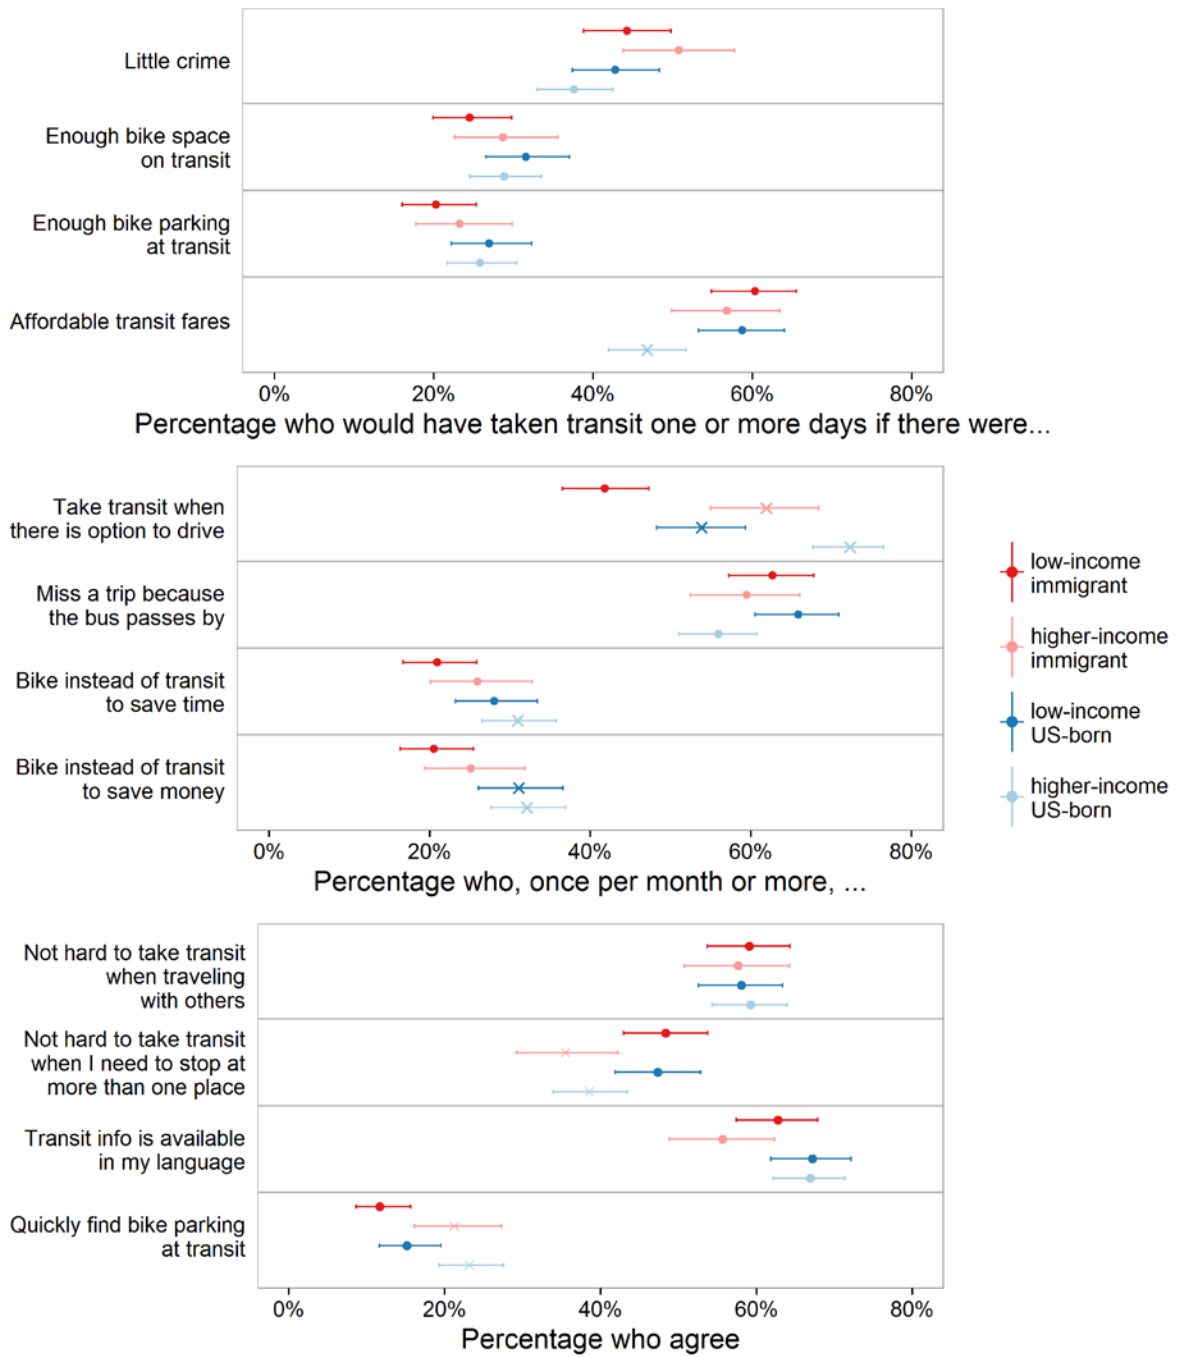 Little crime
Enough bike space
on transit
Enough bike parking
at transit
Affordable transit fares
0% 20% 40% 60% 80%
Percentage who would have taken transit one or more days if there were...
Take transit when
there is option to drive
Miss a trip because
the bus passes by
Bike instead of transit
to save time
Bike instead of transit
to save money
0% 20% 40% 60% 80%
Percentage who, once per month or more, ...
low-income
immigrant
higher-income
immigrant
low-income
US-born
higher-income
US-born
Not hard to take transit
when traveling
with others
Not hard to take transit
when I need to stop at
more than one place
Transit info is available
in my language
Quickly find bike parking
at transit
0% 20% 40% 60% 80%
Percentage who agree